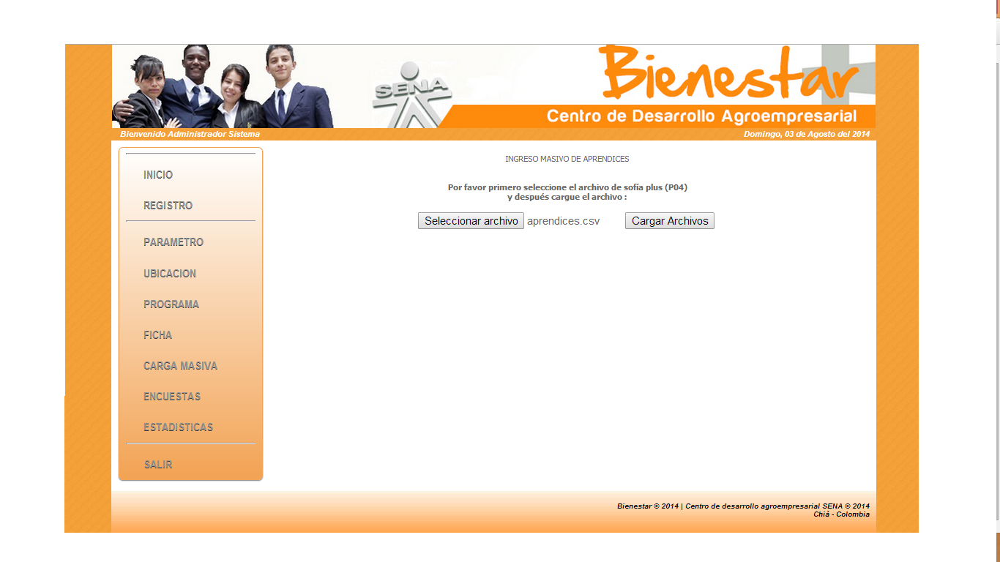 SENA
Bienestar
Centro de Desarrollo Agroempresarial
Bienvenido Administrador Sistema
Domingo, 03 de Agosto del 2014
INICIO
REGISTRO
PARAMETRO
UBICACION
PROGRAMA
FICHA
CARGA MASIVA
ENCUESTAS
ESTADISTICAS
SALIR
INGRESO MASIVO DE APRENDICES
Por favor primero seleccione el archivo de sofía plus (P04)
y después cargue el archivo :
Seleccionar archivo aprendices.csv Cargar Archivos
Bienestar © 2014 | Centro de desarrollo agroempresarial SENA © 2014
Chiá - Colombia